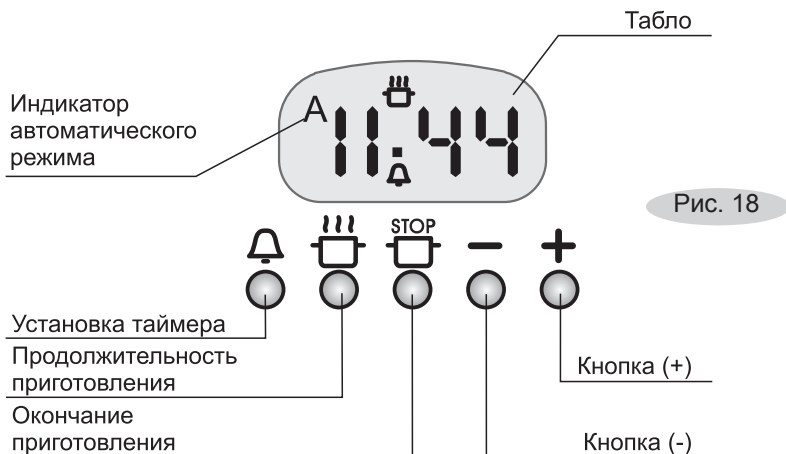 Табло
Индикатор
автоматического
режима
A
11.44
Рис. 18
STOP
Установка таймера
Продолжительность
приготовления
Кнопка (+)
Окончание
приготовления
Кнопка (-)